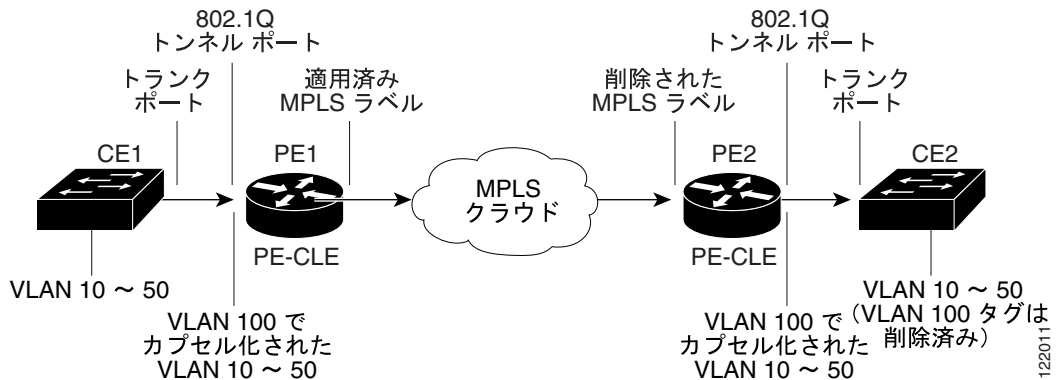 802.1Q
トンネル ポート
トランク
ポート
適用済み
MPLS ラベル
CE1
PE1
PE-CLE
VLAN 10 ～ 50
VLAN 100 で
カプセル化された
VLAN 10 ～ 50
MPLS
クラウド
802.1Q
トンネル ポート
削除された
MPLS ラベル
トランク
ポート
PE2
CE2
PE-CLE
VLAN 100 で
カプセル化された
VLAN 10 ～ 50
VLAN 10 ～ 50
（VLAN 100 タグは
削除済み）
122011